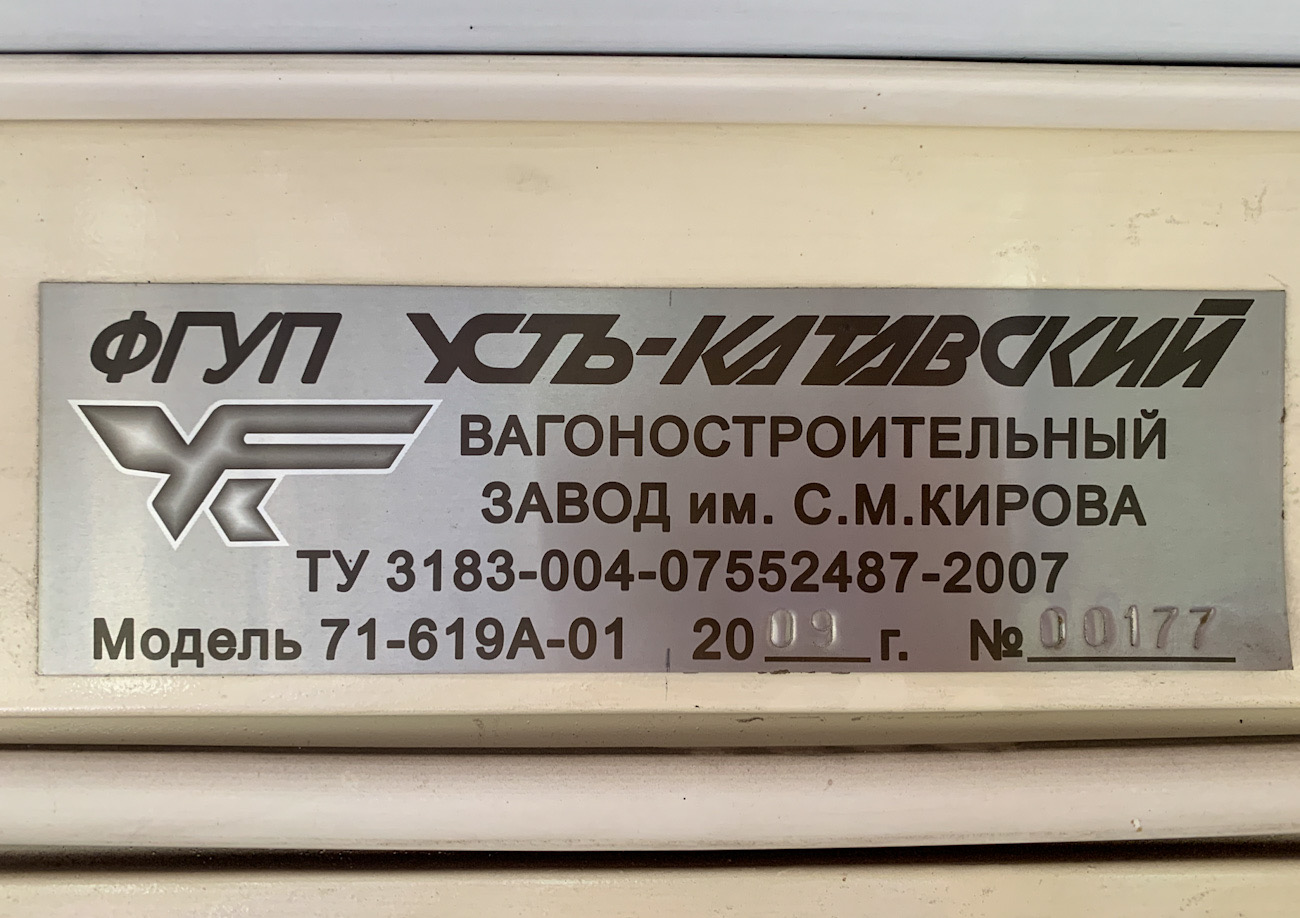 ФГУП УСТЬ-КАТАВСКИЙ
ВАГОНОСТРОИТЕЛЬНЫЙ
ЗАВОД им. С.М.КИРОВА
ТУ 3183-004-07552487-2007
Модель 71-619А-01 2009 г. №00177